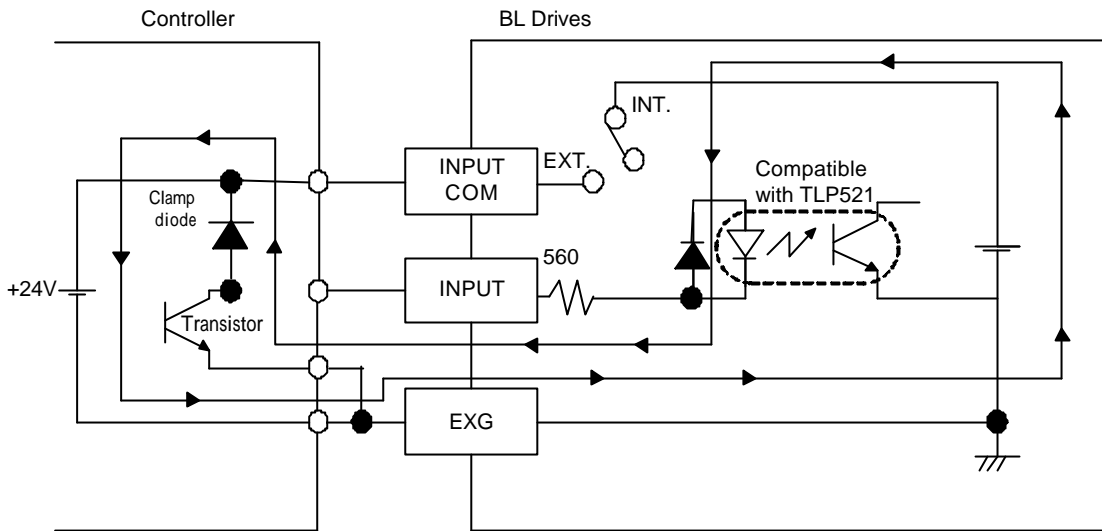 Controller
BL Drives
INT.
EXT.
INPUT
COM
Compatible
with TLP521
Clamp
diode
560
+24V
INPUT
Transistor
EXG